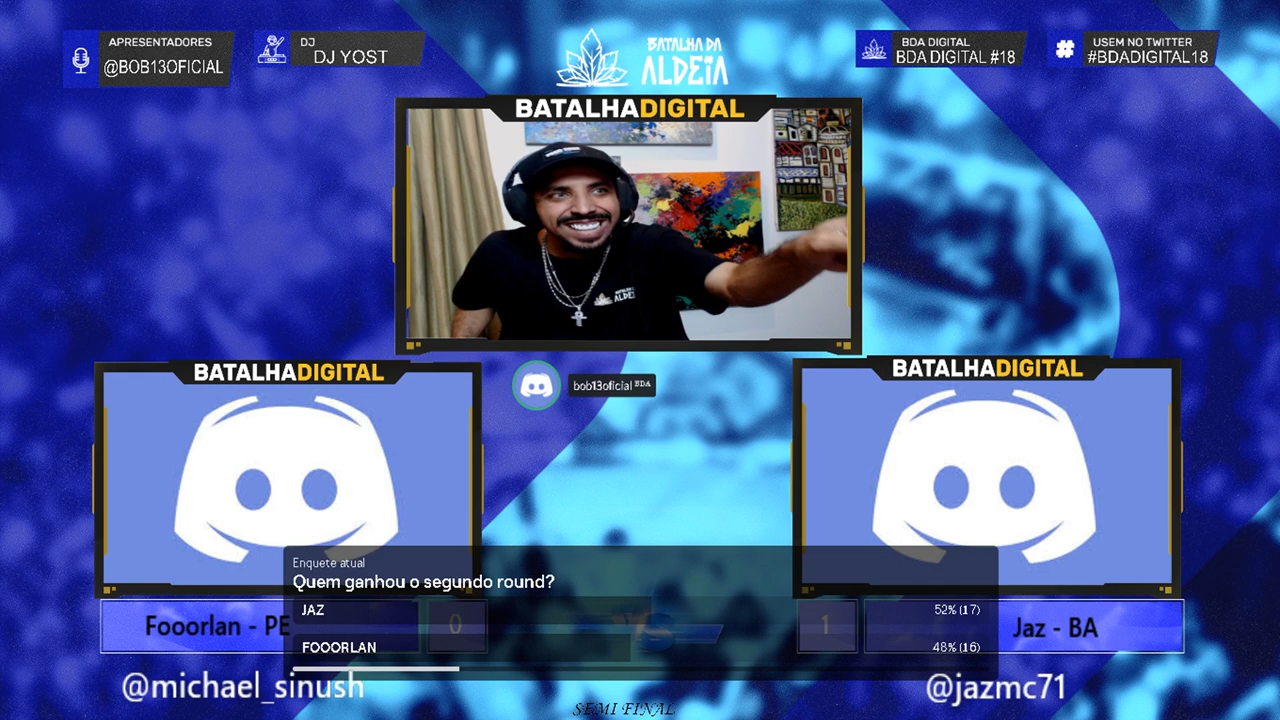 APRESENTADORES
@BOB13OFICIAL
DJ
DJ YOST
BATALHA DA
ALDEIA
BDA DIGITAL
BDA DIGITAL #18
#
USEM NO TWITTER
#BDADIGITAL18
BATALHADIGITAL
ALDEIA
BATALHADIGITAL
bob13oficial BDA
BATALHADIGITAL
Enquete atual
Quem ganhou o segundo round?
JAZ 52% (17)
FOOORLAN 48% (16)
Fooorlan - PE
0
1
Jaz - BA
@michael_sinush
@jazmc71
SEMI FINAL